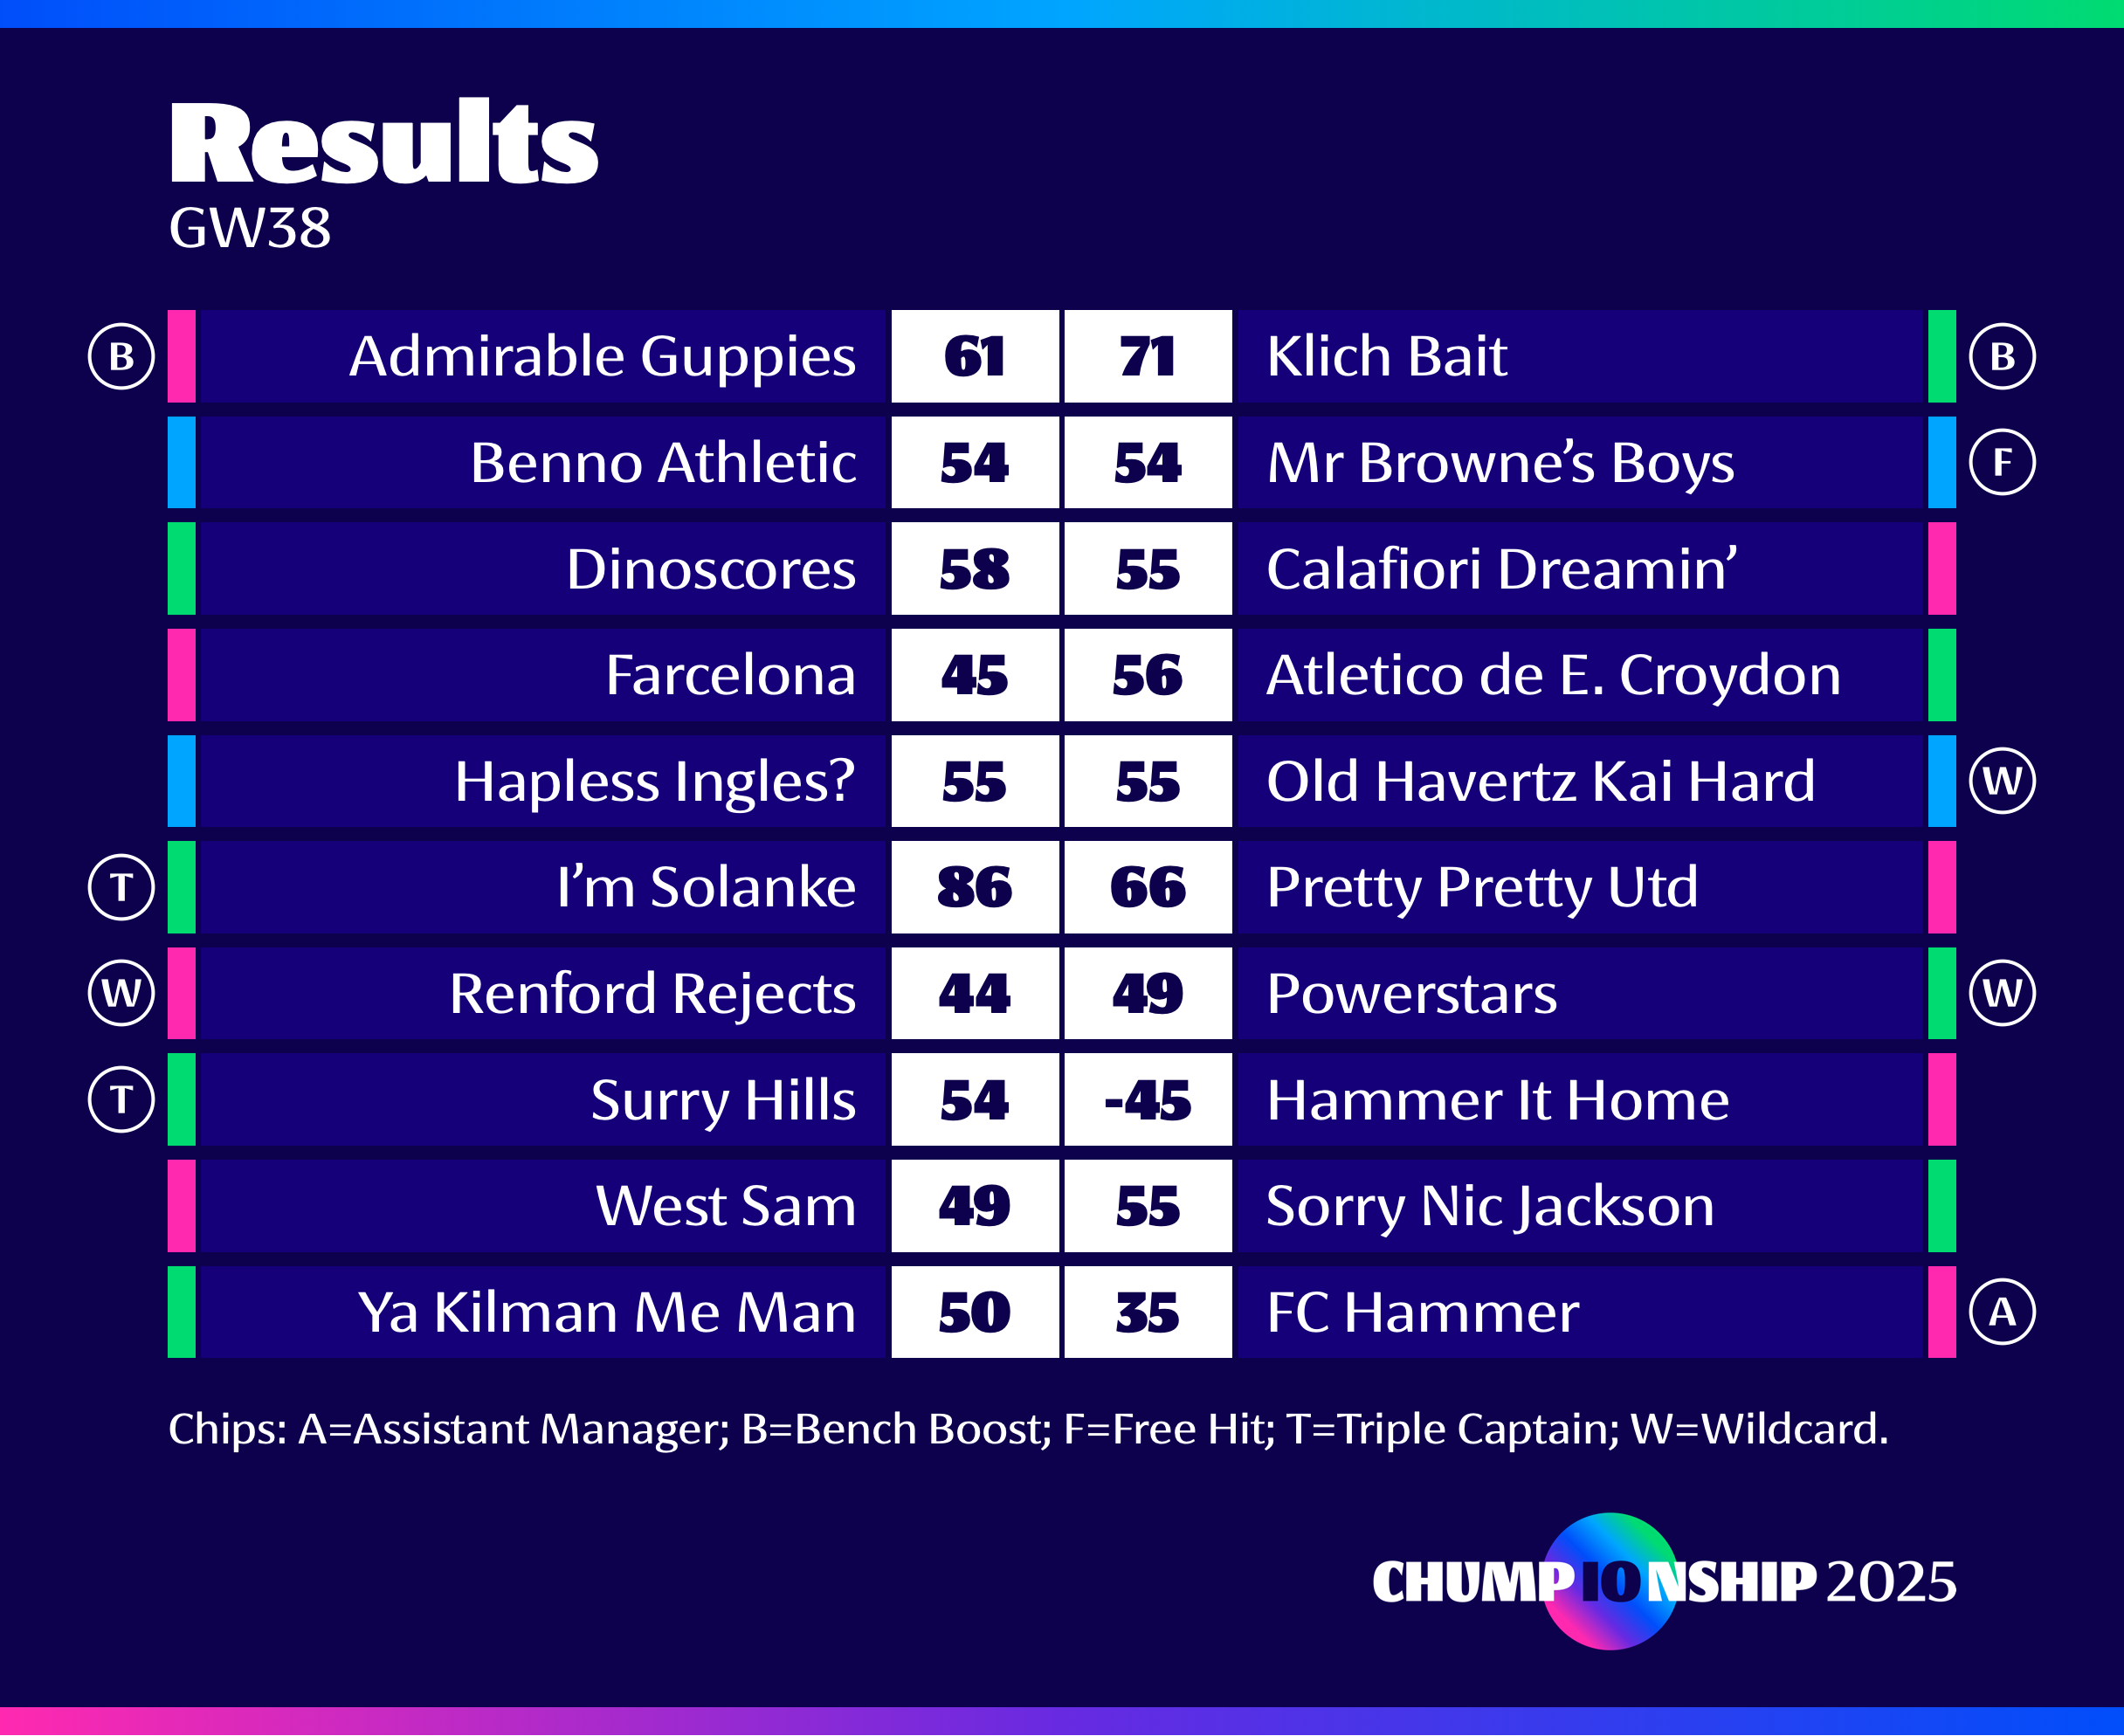 Results
GW38
B Admirable Guppies 61 71 Klich Bait B
Benno Athletic 54 54 Mr Browne’s Boys F
Dinoscores 58 55 Calafiori Dreamin’
Farcelona 45 56 Atletico de E. Croydon
Hapless Ingles? 55 55 Old Havertz Kai Hard W
T I’m Solanke 86 66 Pretty Pretty Utd
W Renford Rejects 44 49 Powerstars W
T Surry Hills 54 -45 Hammer It Home
West Sam 49 55 Sorry Nic Jackson
Ya Kilman Me Man 50 35 FC Hammer A
Chips: A=Assistant Manager; B=Bench Boost; F=Free Hit; T=Triple Captain; W=Wildcard.
CHUMPIONSHIP 2025